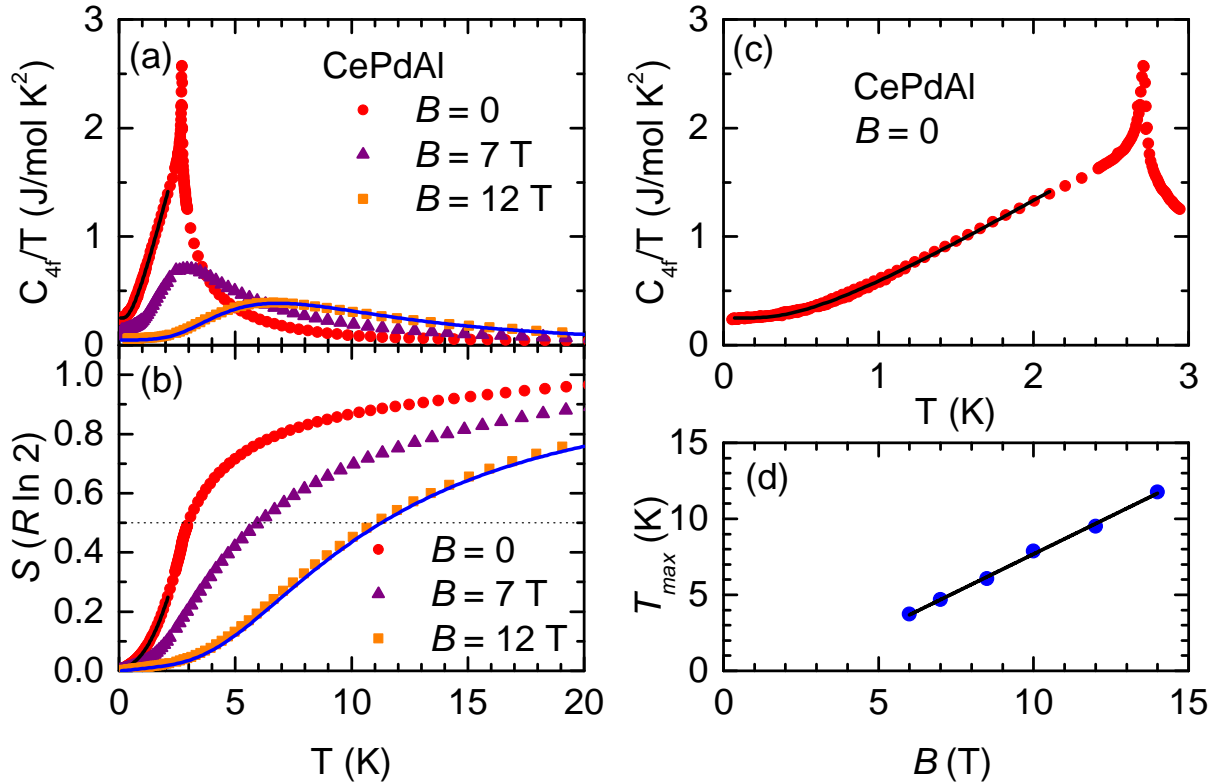 (a)
CePdAl
B = 0
B = 7 T
B = 12 T
C4f/T (J/mol K²)
3
2
1
0
(b)
B = 0
B = 7 T
B = 12 T
S (R ln 2)
1.0
0.8
0.6
0.4
0.2
0.0
0 5 10 15 20
T (K)
(c)
CePdAl
B = 0
C4f/T (J/mol K²)
3
2
1
0
0 1 2 3
T (K)
(d)
Tmax (K)
15
10
5
0
0 5 10 15
B (T)